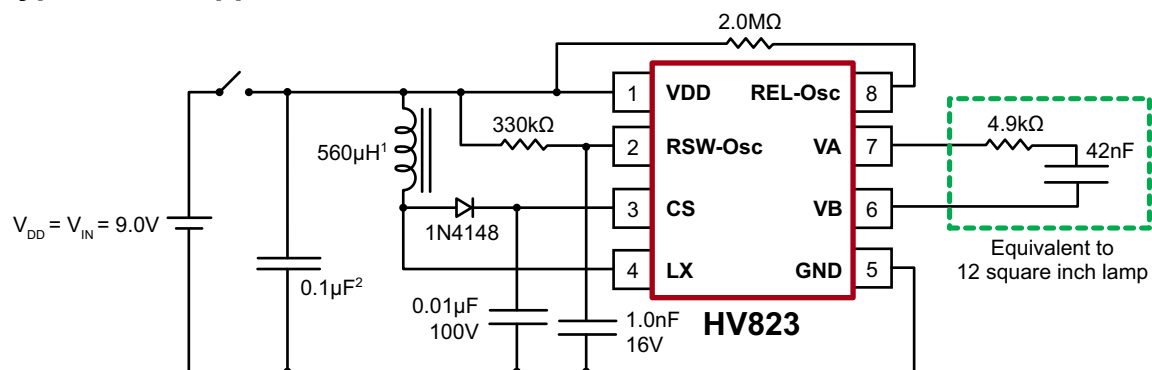 2.0MΩ
1 VDD REL-Osc 8
330kΩ
560µH¹
2 RSW-Osc VA 7
4.9kΩ
42nF
V_DD = V_IN = 9.0V
1N4148
3 CS VB 6
4 LX GND 5
Equivalent to
12 square inch lamp
0.1µF²
0.01µF
100V
1.0nF
16V
HV823